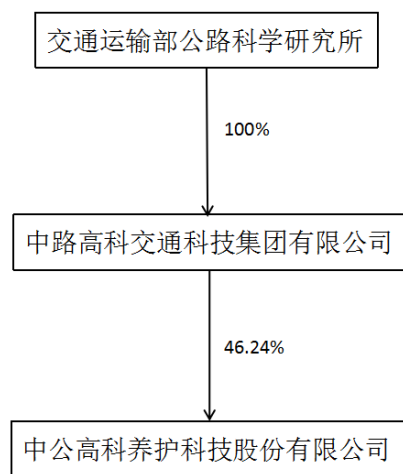 交通运输部公路科学研究所
100%
中路高科交通科技集团有限公司
46.24%
中公高科养护科技股份有限公司